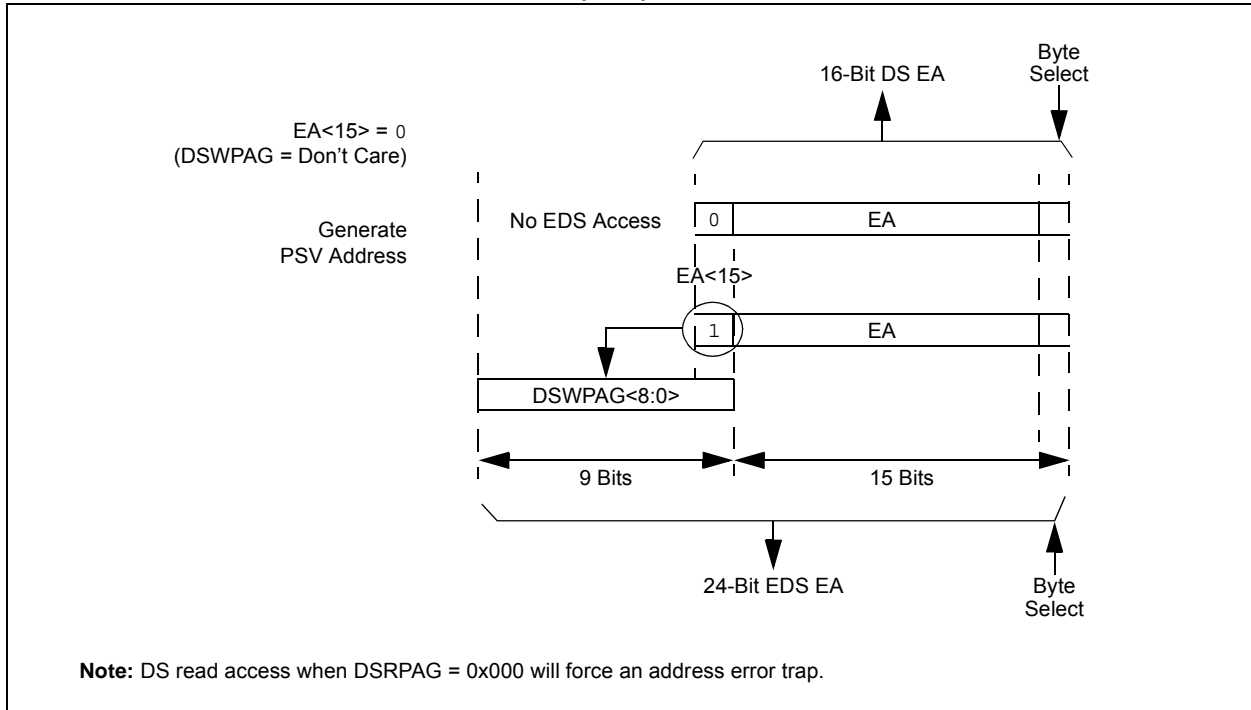 16-Bit DS EA
Byte
Select
EA<15> = 0
(DSWPAG = Don't Care)
Generate
PSV Address
No EDS Access
0
EA
EA<15>
1
EA
DSWPAG<8:0>
9 Bits
15 Bits
24-Bit EDS EA
Byte
Select
Note: DS read access when DSRPAG = 0x000 will force an address error trap.